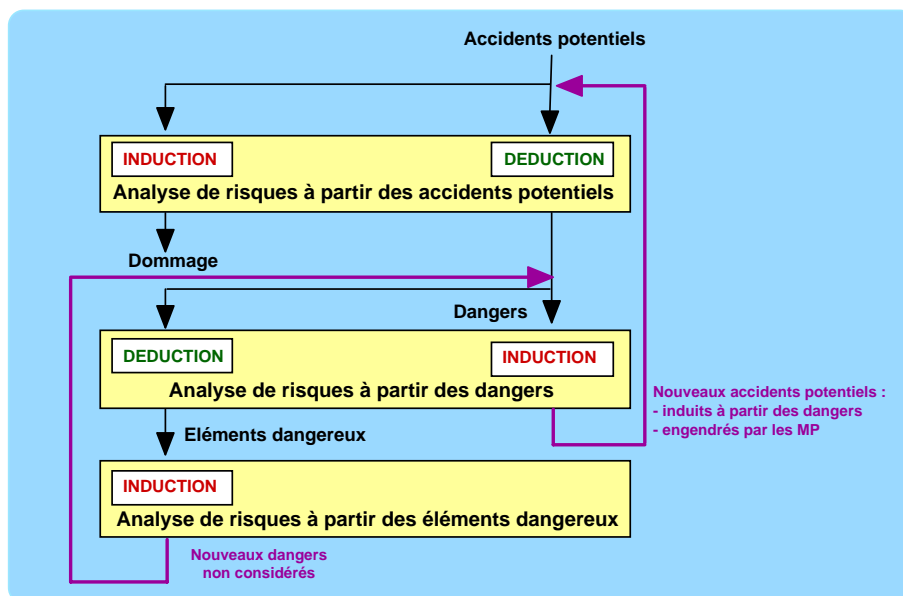 Accidents potentiels
INDUCTION
DEDUCTION
Analyse de risques à partir des accidents potentiels
Dommage
Dangers
DEDUCTION
INDUCTION
Analyse de risques à partir des dangers
Nouveaux accidents potentiels :
- induits à partir des dangers
- engendrés par les MP
Eléments dangereux
INDUCTION
Analyse de risques à partir des éléments dangereux
Nouveaux dangers
non considérés